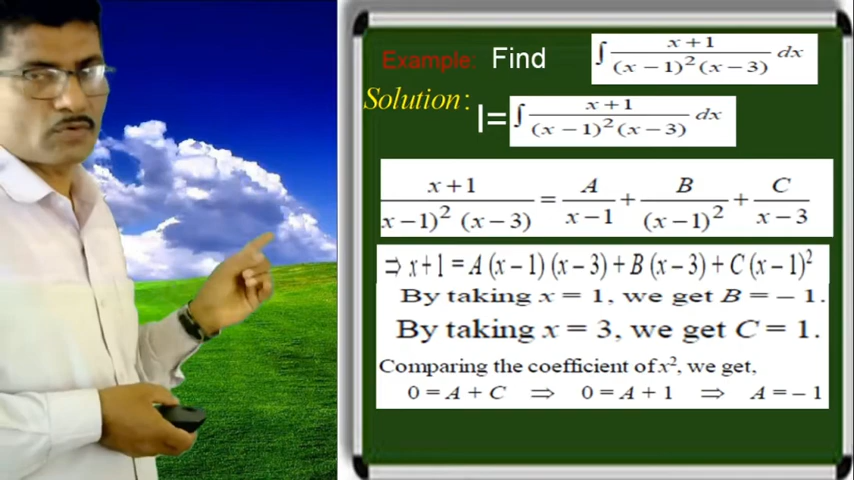 Example: Find ∫ x+1 / (x−1)²(x−3) dx
Solution: I= ∫ x+1 / (x−1)²(x−3) dx
x+1 / x−1)² (x−3) = A / x−1 + B / (x−1)² + C / x−3
⇒ x+1 = A (x−1) (x−3) + B (x−3) + C (x−1)²
By taking x = 1, we get B = − 1.
By taking x = 3, we get C = 1.
Comparing the coefficient of x², we get,
0 = A + C ⇒ 0 = A + 1 ⇒ A = − 1